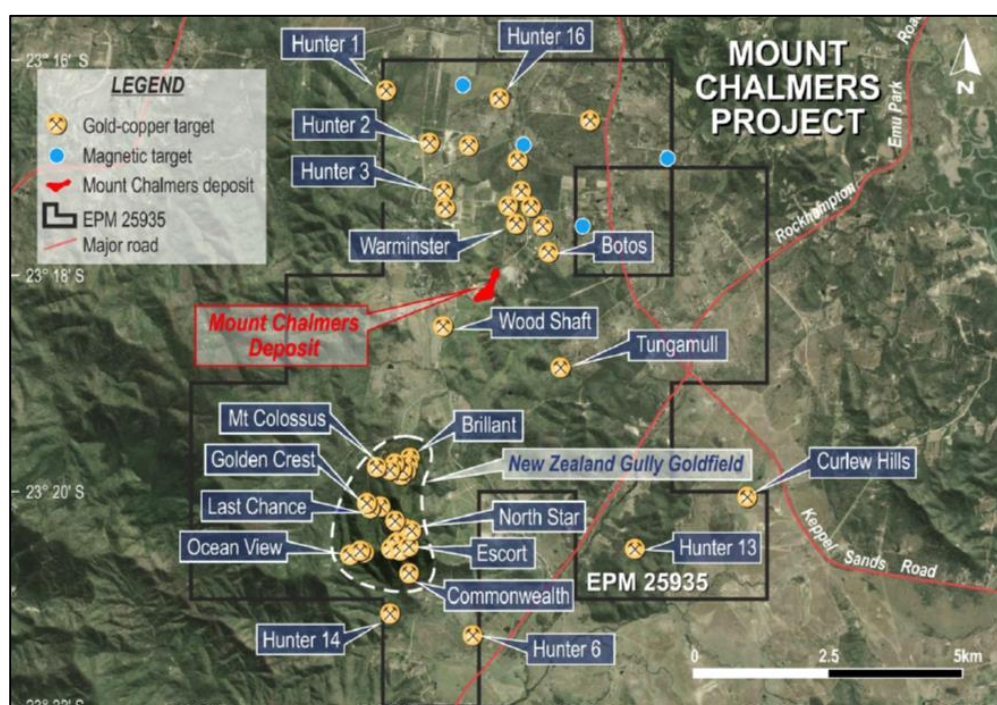 MOUNT
CHALMERS
PROJECT
N
23° 16' S
Hunter 1
Hunter 16
LEGEND
Gold-copper target
Magnetic target
Mount Chalmers deposit
EPM 25935
Major road
Hunter 2
Hunter 3
Warminster
Botos
Emu Park
Rockhampton
23° 18' S
Mount Chalmers
Deposit
Wood Shaft
Tungamull
Mt Colossus
Brillant
Golden Crest
New Zealand Gully Goldfield
Curlew Hills
23° 20' S
Last Chance
North Star
Ocean View
Escort
Hunter 13
Keppel Sands Road
EPM 25935
Commonwealth
Hunter 14
Hunter 6
0
2.5
5km